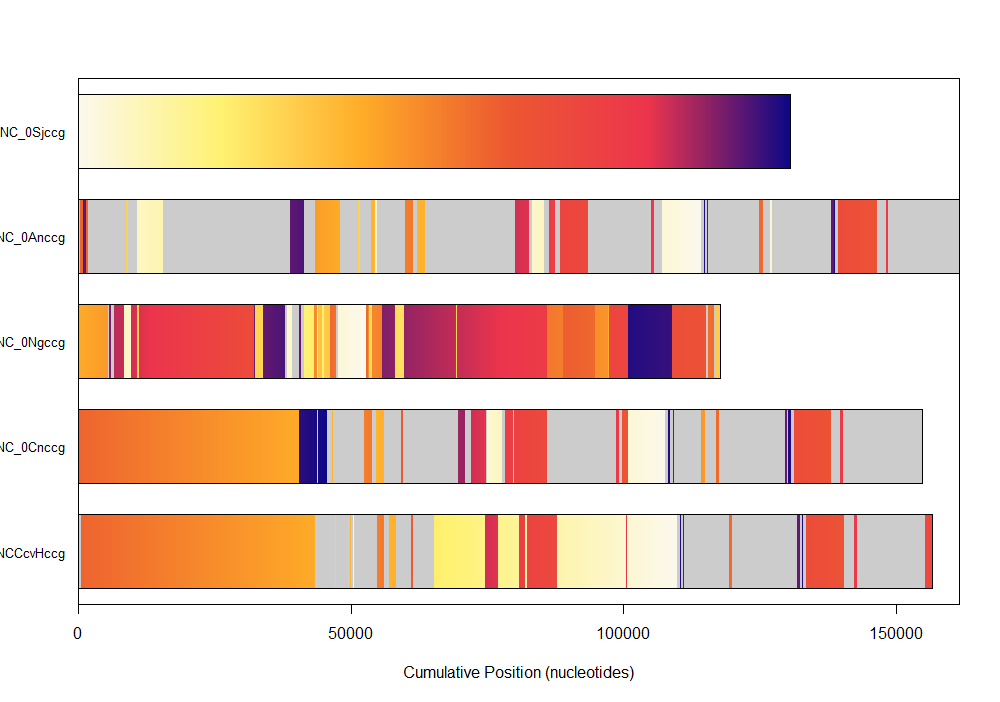 NC_0Sjccg
NC_0Anccg
NC_0Ngccg
NC_0Cnccg
NCCcvHccg
0
50000
100000
150000
Cumulative Position (nucleotides)